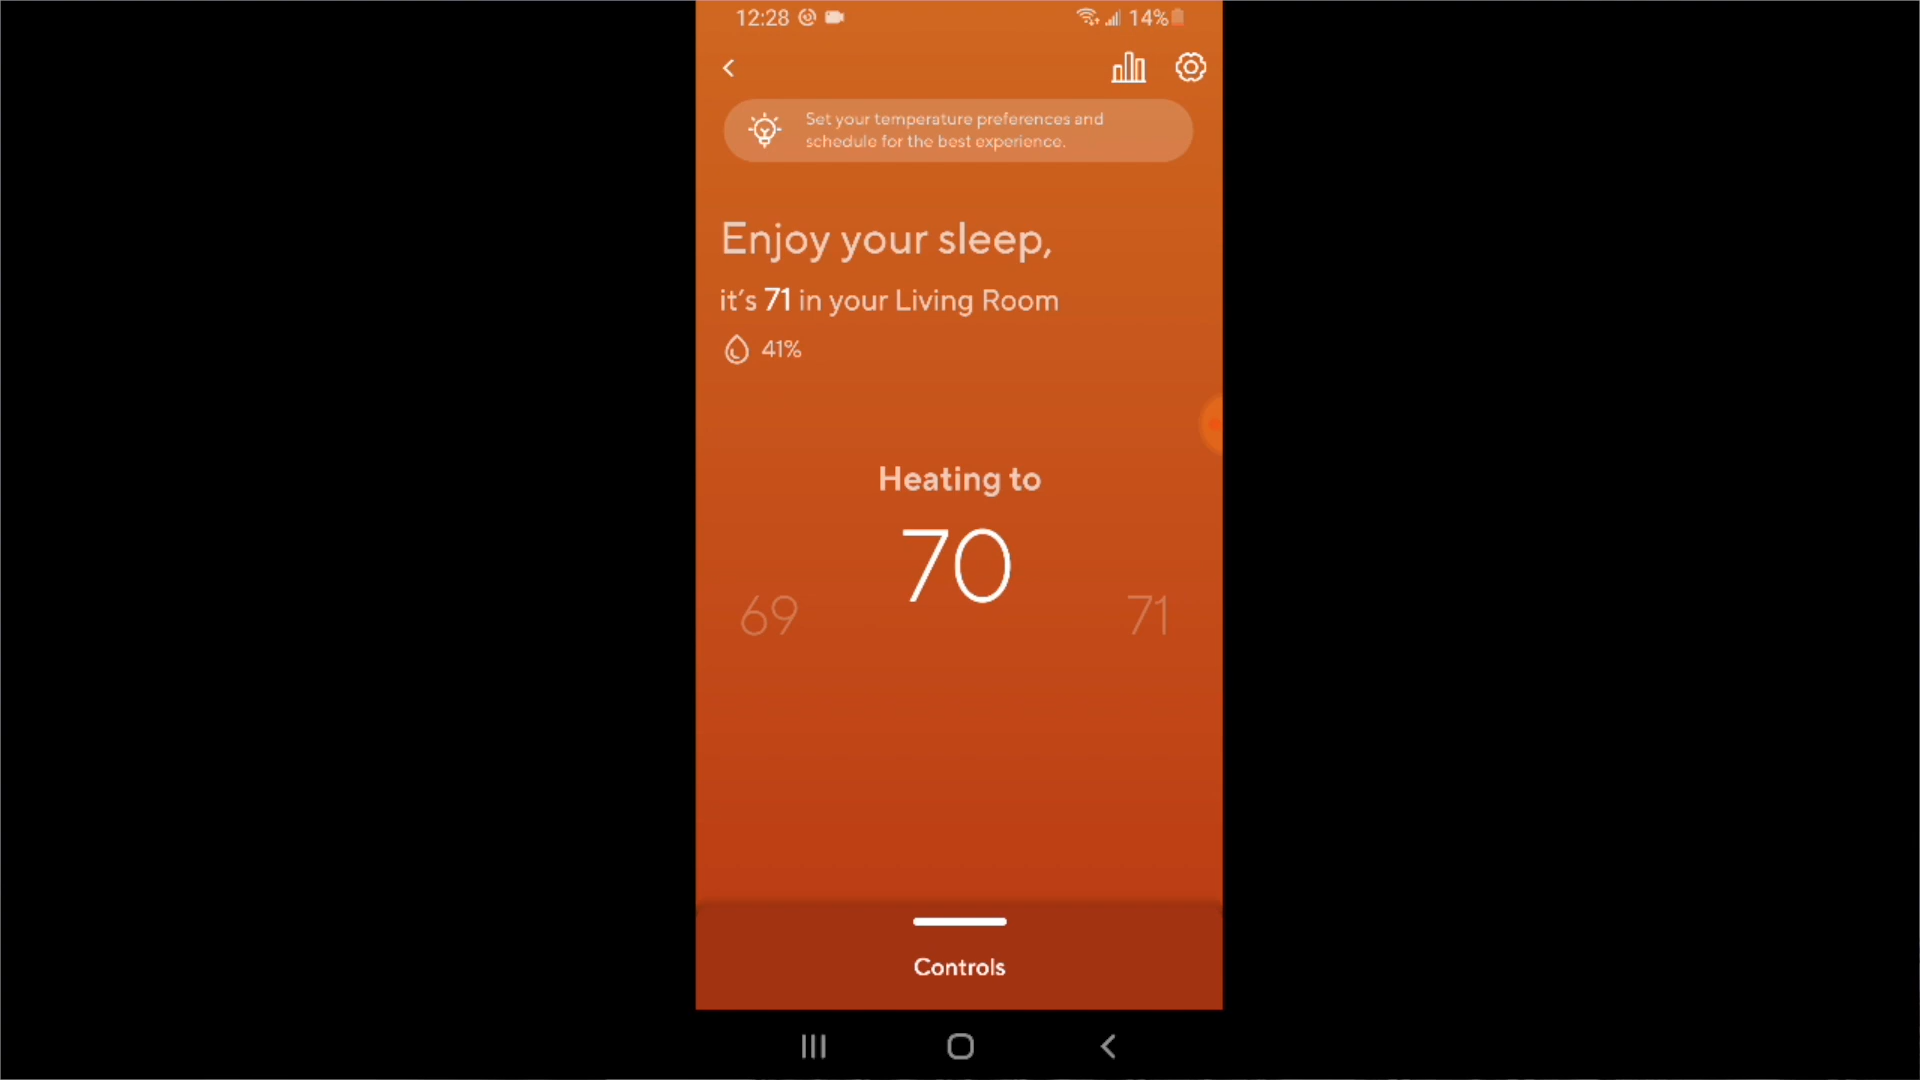 12:28 14%
Set your temperature preferences and
schedule for the best experience.
Enjoy your sleep,
it's 71 in your Living Room
41%
Heating to
70
69 71
Controls